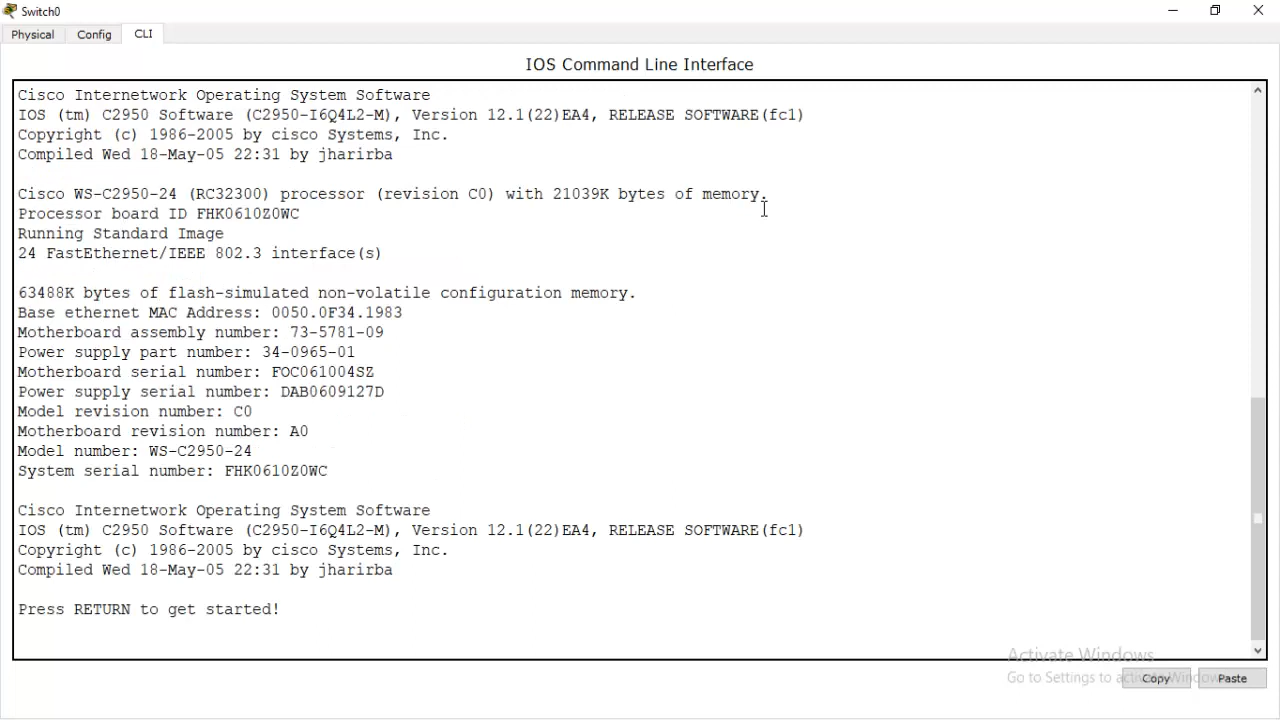 Switch0
Physical Config CLI
IOS Command Line Interface
Cisco Internetwork Operating System Software
IOS (tm) C2950 Software (C2950-I6Q4L2-M), Version 12.1(22)EA4, RELEASE SOFTWARE(fc1)
Copyright (c) 1986-2005 by cisco Systems, Inc.
Compiled Wed 18-May-05 22:31 by jharirba
Cisco WS-C2950-24 (RC32300) processor (revision C0) with 21039K bytes of memory.
Processor board ID FHK0610Z0WC
Running Standard Image
24 FastEthernet/IEEE 802.3 interface(s)
63488K bytes of flash-simulated non-volatile configuration memory.
Base ethernet MAC Address: 0050.0F34.1983
Motherboard assembly number: 73-5781-09
Power supply part number: 34-0965-01
Motherboard serial number: FOC061004SZ
Power supply serial number: DAB0609127D
Model revision number: C0
Motherboard revision number: A0
Model number: WS-C2950-24
System serial number: FHK0610Z0WC
Cisco Internetwork Operating System Software
IOS (tm) C2950 Software (C2950-I6Q4L2-M), Version 12.1(22)EA4, RELEASE SOFTWARE(fc1)
Copyright (c) 1986-2005 by cisco Systems, Inc.
Compiled Wed 18-May-05 22:31 by jharirba
Press RETURN to get started!
Activate Windows
Go to Settings to activate Windows.
Copy Paste